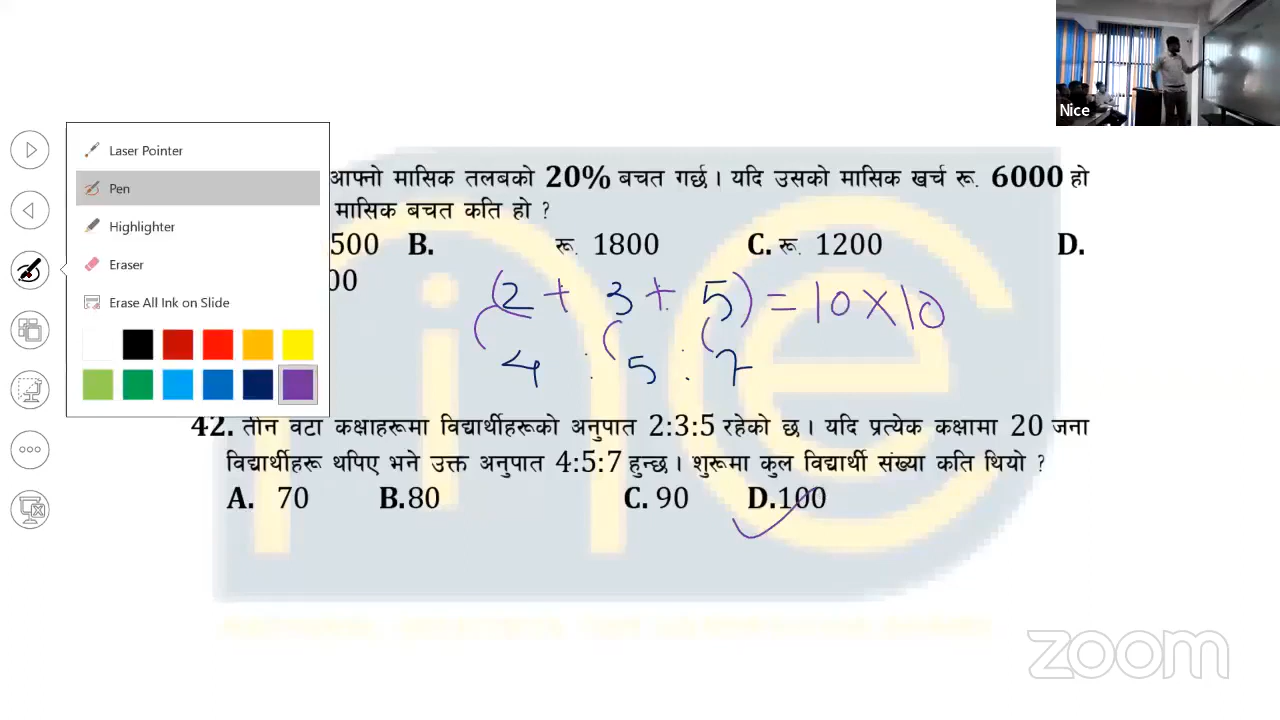 Nice
Laser Pointer
Pen
Highlighter
Eraser
Erase All Ink on Slide
आफ्नो मासिक तलबको 20% बचत गर्छ। यदि उसको मासिक खर्च रू. 6000 हो
मासिक बचत कति हो ?
500 B. रू. 1800 C. रू. 1200 D.
00
(2 + 3 + 5) = 10 X 10
4 : 5 : 7
42. तीन वटा कक्षाहरूमा विद्यार्थीहरूको अनुपात 2:3:5 रहेको छ। यदि प्रत्येक कक्षामा 20 जना
विद्यार्थीहरू थपिए भने उक्त अनुपात 4:5:7 हुन्छ। शुरूमा कुल विद्यार्थी संख्या कति थियो ?
A. 70 B.80 C. 90 D.100
zoom